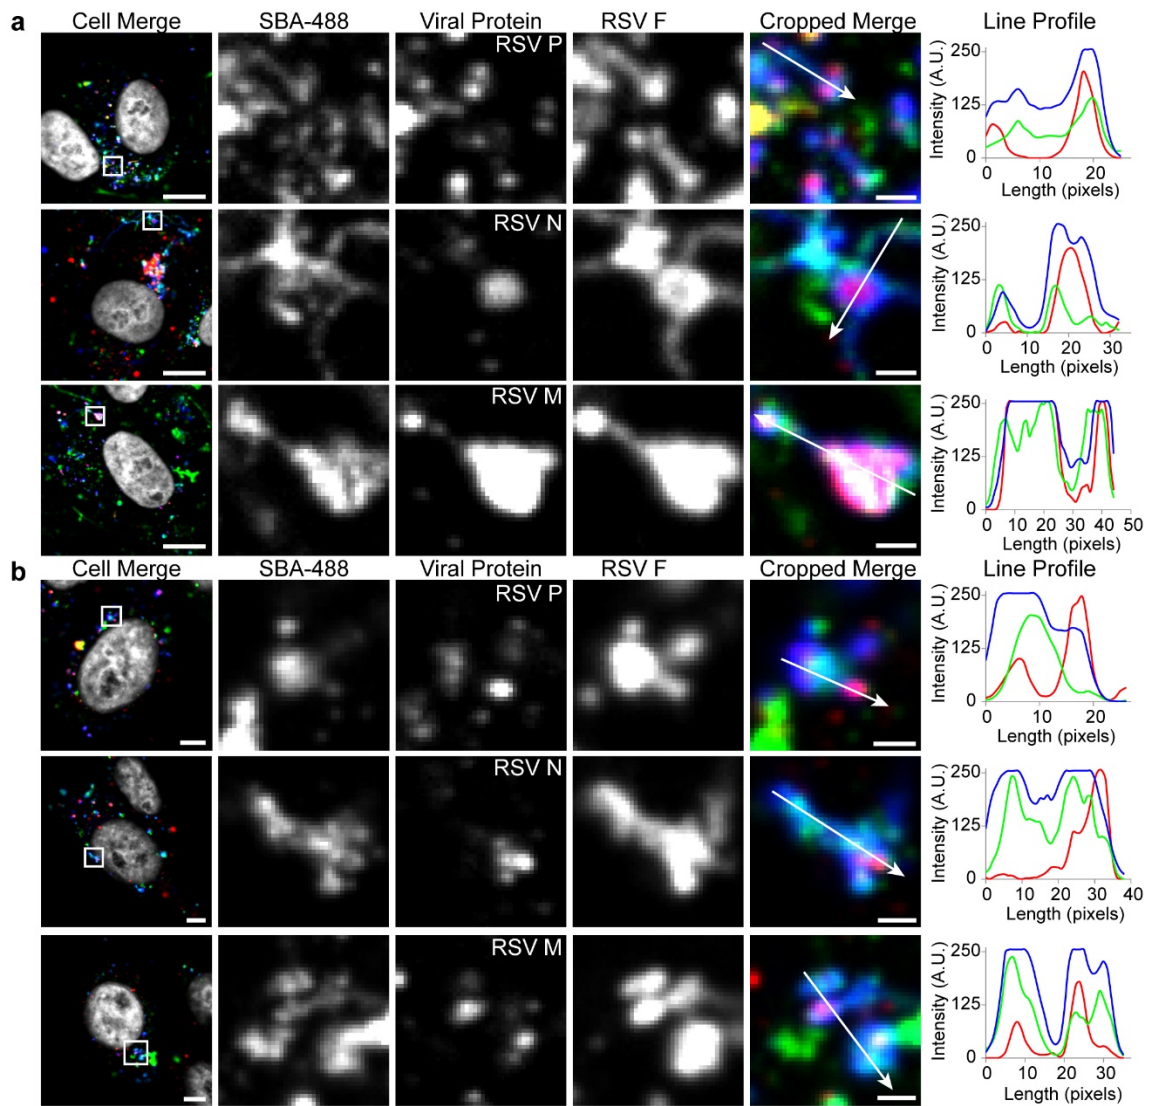 a
Cell Merge SBA-488 Viral Protein RSV F Cropped Merge Line Profile
RSV P
Intensity (A.U.)
250
125
0
0 10 20
Length (pixels)
RSV N
Intensity (A.U.)
250
125
0
0 10 20 30
Length (pixels)
RSV M
Intensity (A.U.)
250
125
0
0 10 20 30 40 50
Length (pixels)
b
Cell Merge SBA-488 Viral Protein RSV F Cropped Merge Line Profile
RSV P
Intensity (A.U.)
250
125
0
0 10 20
Length (pixels)
RSV N
Intensity (A.U.)
250
125
0
0 10 20 30 40
Length (pixels)
RSV M
Intensity (A.U.)
250
125
0
0 10 20 30
Length (pixels)